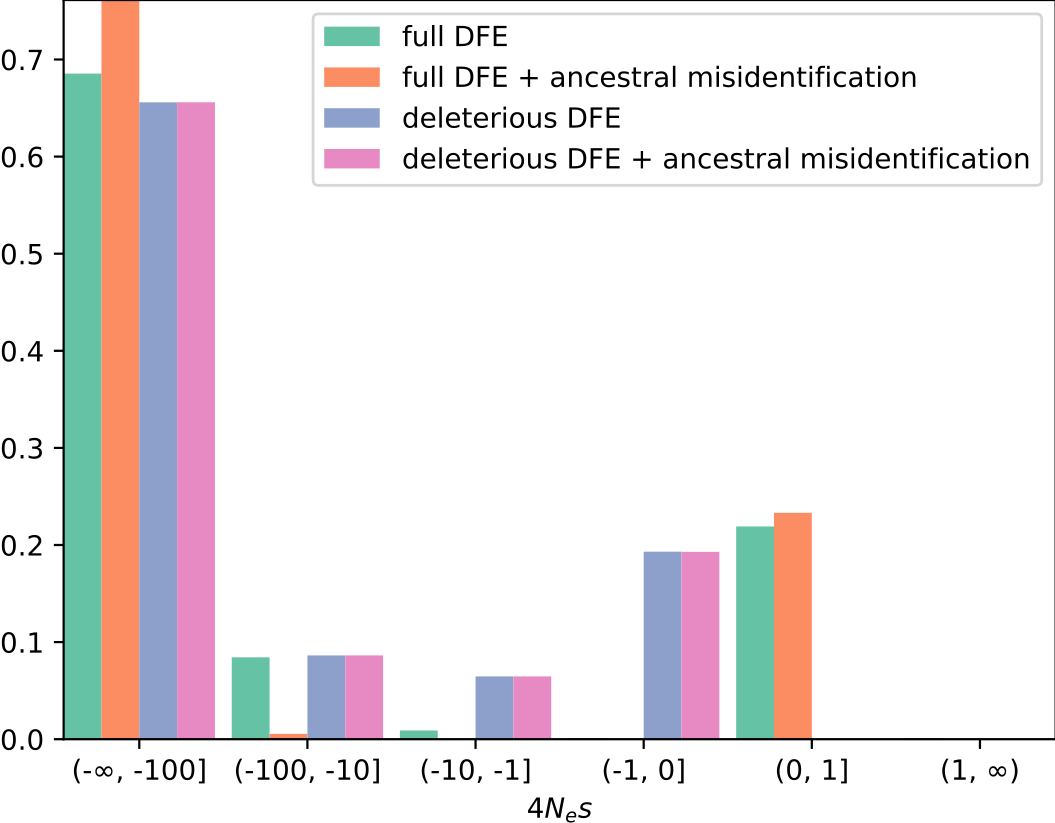 full DFE
full DFE + ancestral misidentification
deleterious DFE
deleterious DFE + ancestral misidentification
0.7
0.6
0.5
0.4
0.3
0.2
0.1
0.0
(-∞, -100] (-100, -10] (-10, -1] (-1, 0] (0, 1] (1, ∞)
4Nₑs